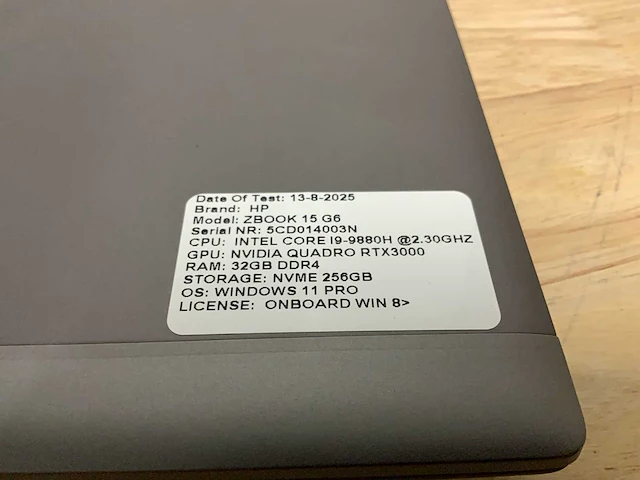 Date Of Test: 13-8-2025
Brand: HP
Model: ZBOOK 15 G6
Serial NR: 5CD014003N
CPU: INTEL CORE I9-9880H @2.30GHZ
GPU: NVIDIA QUADRO RTX3000
RAM: 32GB DDR4
STORAGE: NVME 256GB
OS: WINDOWS 11 PRO
LICENSE: ONBOARD WIN 8>